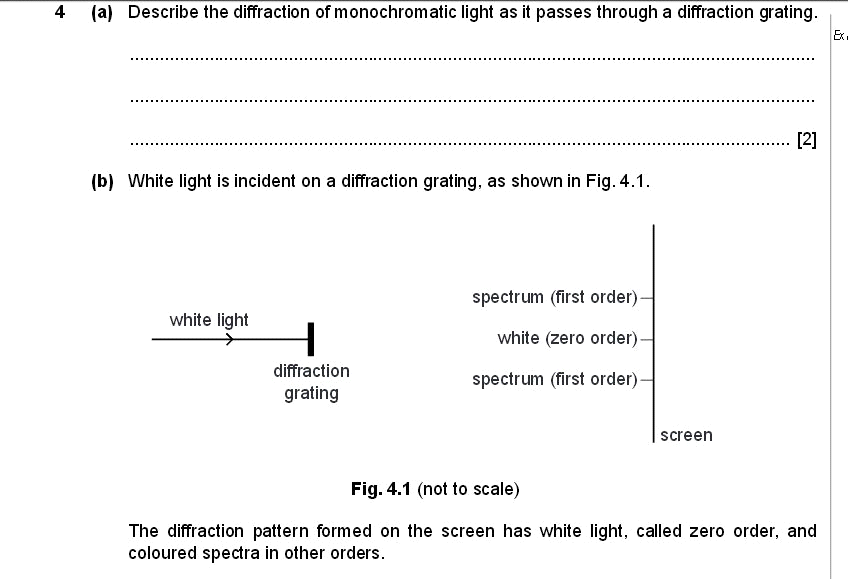 4 (a) Describe the diffraction of monochromatic light as it passes through a diffraction grating.
Ex
..........................................................................................................................................
..........................................................................................................................................
..................................................................................................................................... [2]
(b) White light is incident on a diffraction grating, as shown in Fig. 4.1.
spectrum (first order)
white light
white (zero order)
diffraction
grating
spectrum (first order)
screen
Fig. 4.1 (not to scale)
The diffraction pattern formed on the screen has white light, called zero order, and
coloured spectra in other orders.